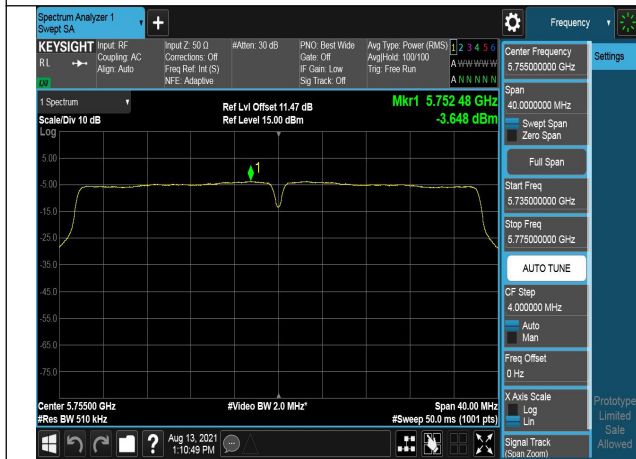 Spectrum Analyzer 1
Swept SA
+
Frequency
KEYSIGHT
RL
Input: RF
Coupling: AC
Align: Auto
Input Z: 50 Ω
Corrections: Off
Freq Ref: Int (S)
NFE: Adaptive
#Atten: 30 dB
PNO: Best Wide
Gate: Off
IF Gain: Low
Sig Track: Off
Avg Type: Power (RMS)
Avg|Hold: 100/100
Trig: Free Run
1 2 3 4 5 6
A W W W W W
A N N N N N
1 Spectrum
Scale/Div 10 dB
Log
Ref Lvl Offset 11.47 dB
Ref Level 15.00 dBm
Mkr1 5.752 48 GHz
-3.648 dBm
5.00
-5.00
-15.0
-25.0
-35.0
-45.0
-55.0
-65.0
-75.0
1
Center 5.75500 GHz
#Res BW 510 kHz
#Video BW 2.0 MHz*
Span 40.00 MHz
#Sweep 50.0 ms (1001 pts)
Aug 13, 2021
1:10:49 PM
?
Center Frequency
5.755000000 GHz
Settings
Span
40.0000000 MHz
Swept Span
Zero Span
Full Span
Start Freq
5.735000000 GHz
Stop Freq
5.775000000 GHz
AUTO TUNE
CF Step
4.000000 MHz
Auto
Man
Freq Offset
0 Hz
X Axis Scale
Log
Lin
Signal Track
(Span Zoom)
Prototype
Limited
Sale
Allowed